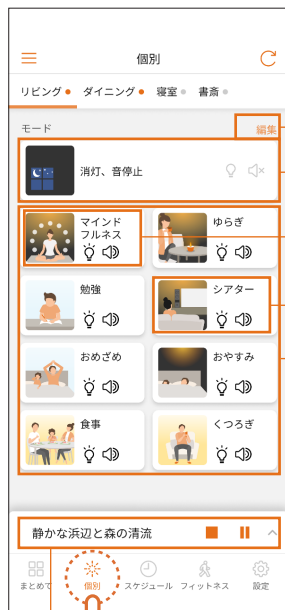 個別
リビング ダイニング 寝室 書斎
モード
編集
消灯、音停止
マインド
フルネス
ゆらぎ
勉強
シアター
おめざめ
おやすみ
食事
くつろぎ
静かな浜辺と森の清流
まとめて 個別 スケジュール フィットネス 設定